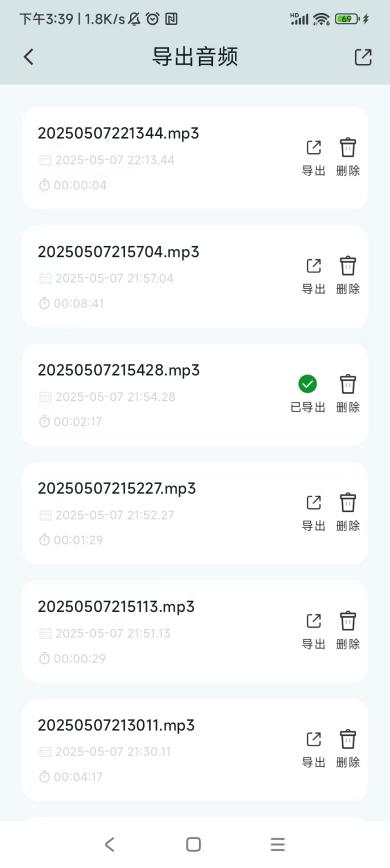 下午3:39 | 1.8K/s
HD
69
导出音频
20250507221344.mp3
2025-05-07 22:13.44
00:00:04
导出 删除
20250507215704.mp3
2025-05-07 21:57.04
00:08:41
导出 删除
20250507215428.mp3
2025-05-07 21:54.28
00:02:17
已导出 删除
20250507215227.mp3
2025-05-07 21:52.27
00:01:29
导出 删除
20250507215113.mp3
2025-05-07 21:51.13
00:00:29
导出 删除
20250507213011.mp3
2025-05-07 21:30.11
00:04:17
导出 删除